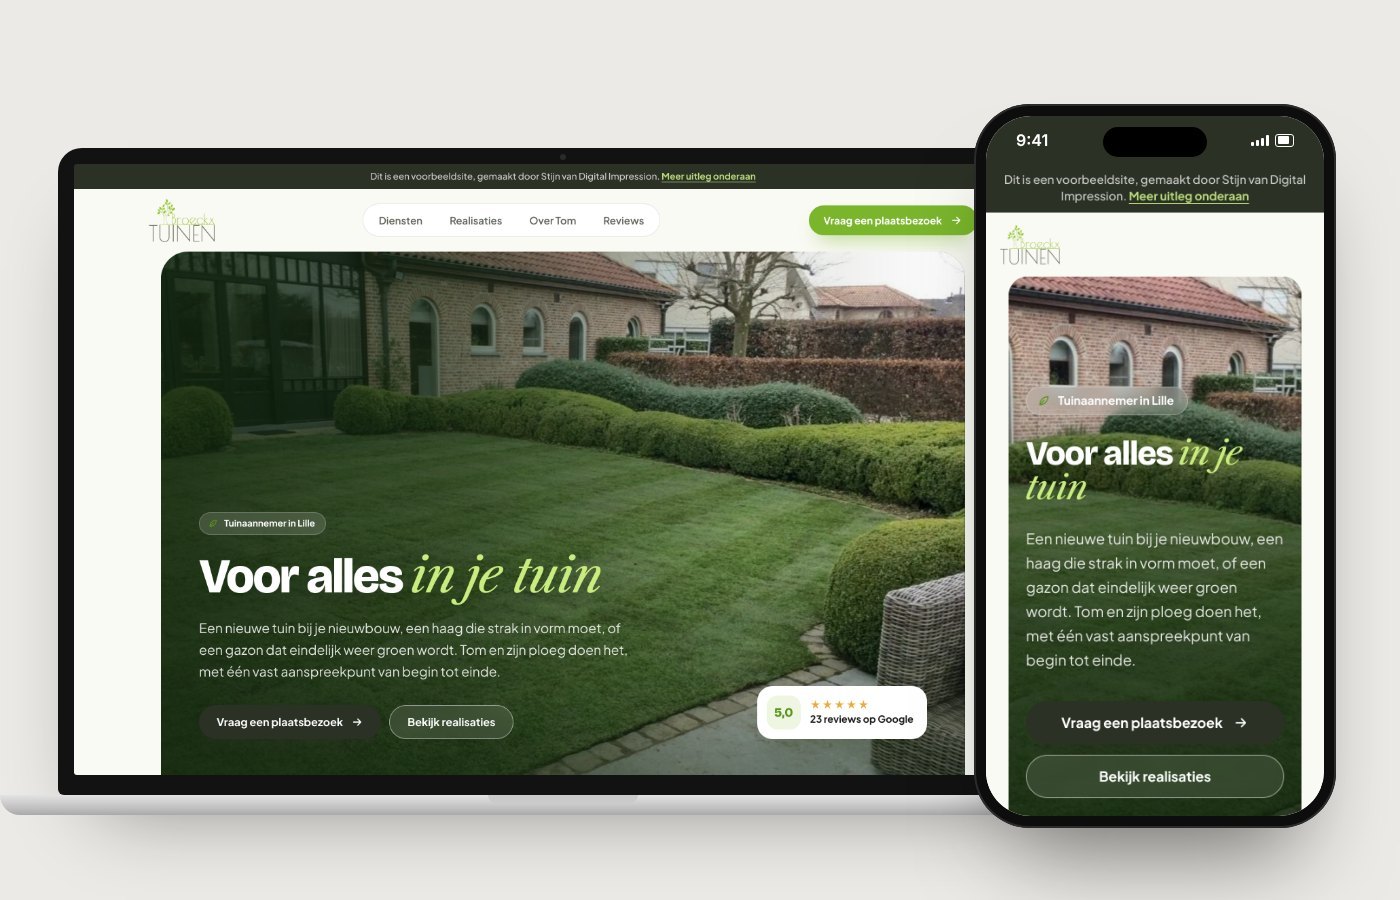 Dit is een voorbeeldsite, gemaakt door Stijn van Digital Impression. Meer uitleg onderaan
Broeckx
TUINEN
Diensten
Realisaties
Over Tom
Reviews
Vraag een plaatsbezoek →
Tuinaannemer in Lille
Voor alles in je tuin
Een nieuwe tuin bij je nieuwbouw, een haag die strak in vorm moet, of
een gazon dat eindelijk weer groen wordt. Tom en zijn ploeg doen het,
met één vast aanspreekpunt van begin tot einde.
Vraag een plaatsbezoek →
Bekijk realisaties
5,0
★★★★★
23 reviews op Google
9:41
Dit is een voorbeeldsite, gemaakt door Stijn van Digital
Impression. Meer uitleg onderaan
Broeckx
TUINEN
Tuinaannemer in Lille
Voor alles in je
tuin
Een nieuwe tuin bij je nieuwbouw, een
haag die strak in vorm moet, of een
gazon dat eindelijk weer groen
wordt. Tom en zijn ploeg doen het,
met één vast aanspreekpunt van
begin tot einde.
Vraag een plaatsbezoek →
Bekijk realisaties